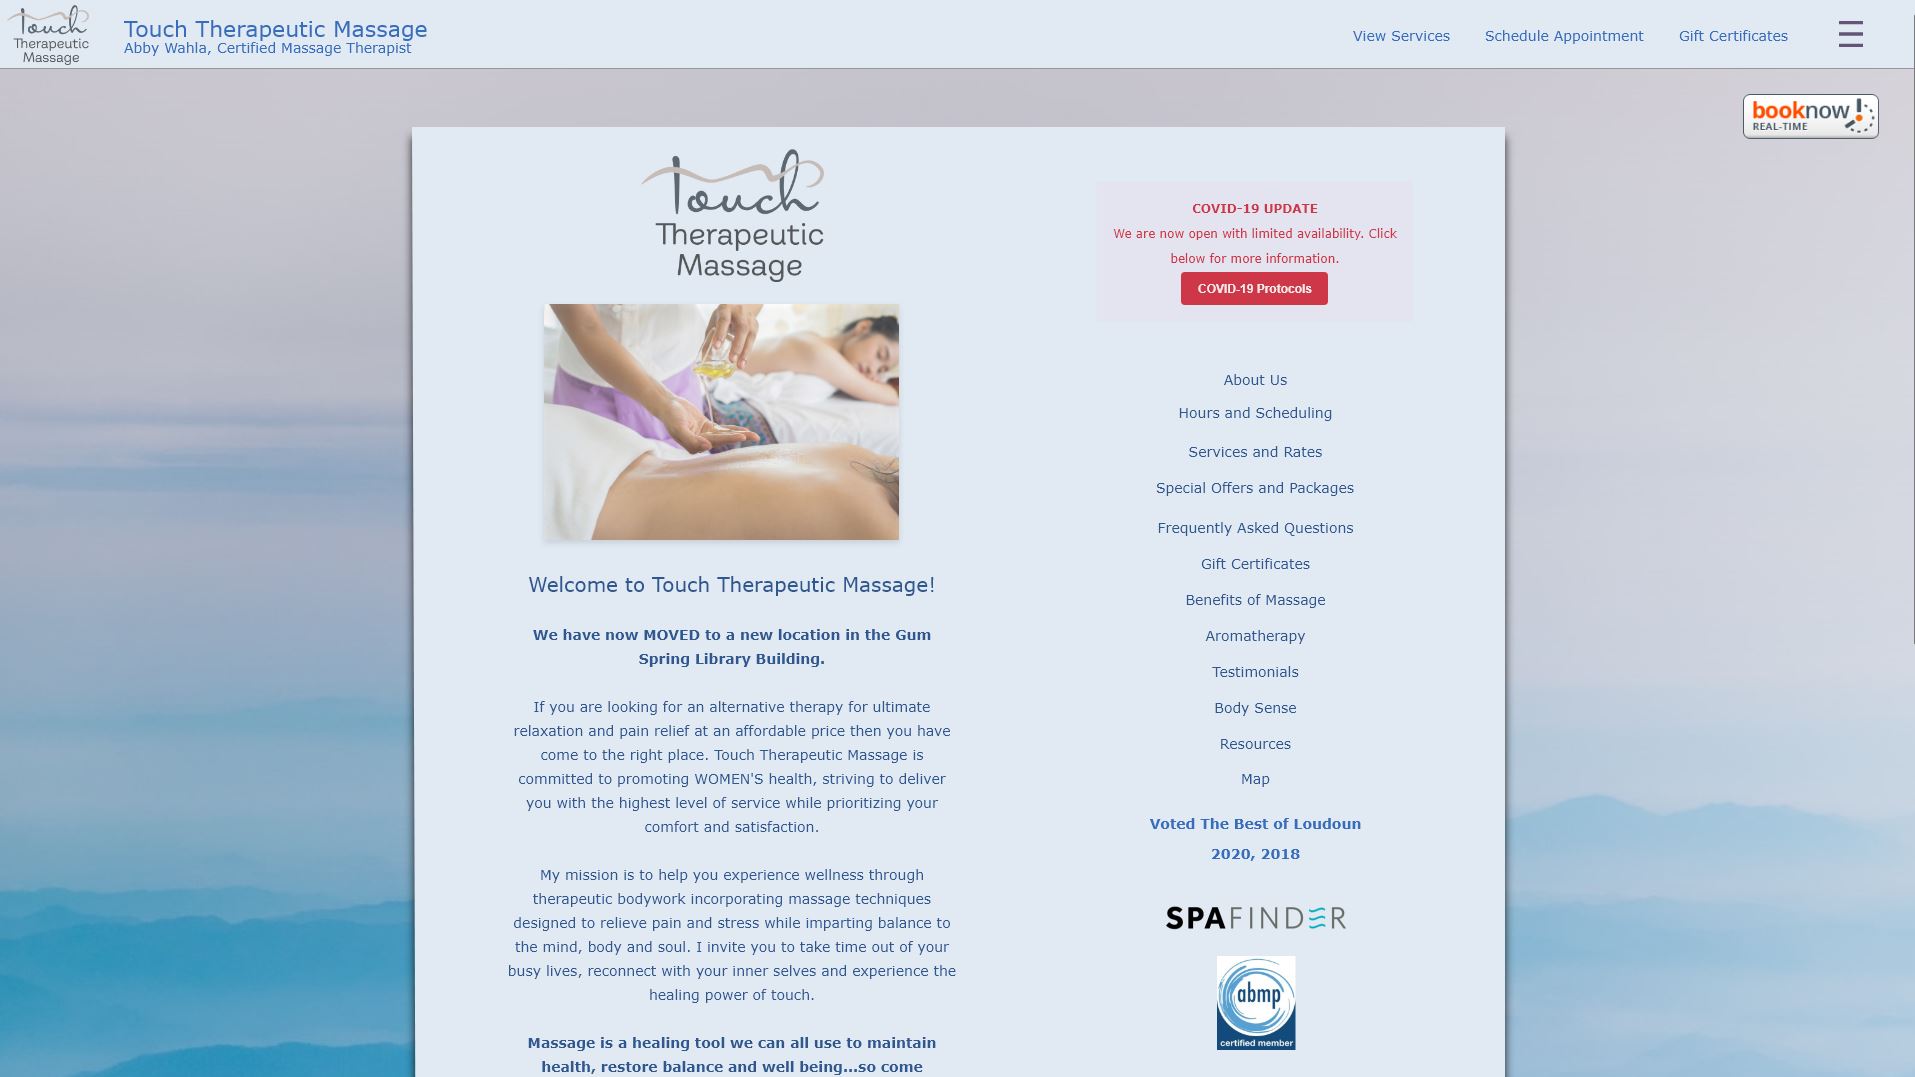 Touch
Therapeutic
Massage
Touch Therapeutic Massage
Abby Wahla, Certified Massage Therapist
View Services
Schedule Appointment
Gift Certificates
booknow!
REAL-TIME
Touch
Therapeutic
Massage
Welcome to Touch Therapeutic Massage!
We have now MOVED to a new location in the Gum
Spring Library Building.
If you are looking for an alternative therapy for ultimate
relaxation and pain relief at an affordable price then you have
come to the right place. Touch Therapeutic Massage is
committed to promoting WOMEN'S health, striving to deliver
you with the highest level of service while prioritizing your
comfort and satisfaction.
My mission is to help you experience wellness through
therapeutic bodywork incorporating massage techniques
designed to relieve pain and stress while imparting balance to
the mind, body and soul. I invite you to take time out of your
busy lives, reconnect with your inner selves and experience the
healing power of touch.
Massage is a healing tool we can all use to maintain
health, restore balance and well being...so come
COVID-19 UPDATE
We are now open with limited availability. Click
below for more information.
COVID-19 Protocols
About Us
Hours and Scheduling
Services and Rates
Special Offers and Packages
Frequently Asked Questions
Gift Certificates
Benefits of Massage
Aromatherapy
Testimonials
Body Sense
Resources
Map
Voted The Best of Loudoun
2020, 2018
SPAFINDER
abmp
certified member